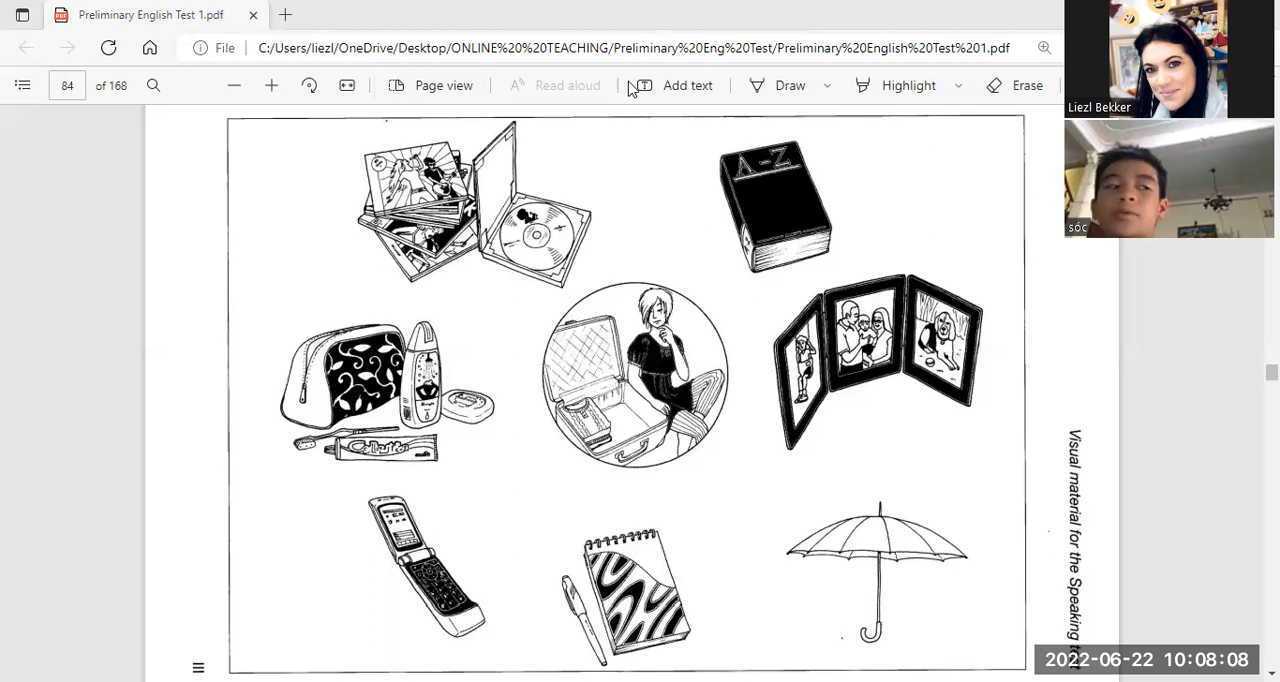 Preliminary English Test 1.pdf
File
C:/Users/liezl/OneDrive/Desktop/ONLINE%20%20TEACHING/Preliminary%20Eng%20Test/Preliminary%20English%20Test%201.pdf
84
of 168
Page view
Read aloud
Add text
Draw
Highlight
Erase
Liezl Bekker
sóc
A-Z
Visual material for the Speaking
2022-06-22 10:08:08